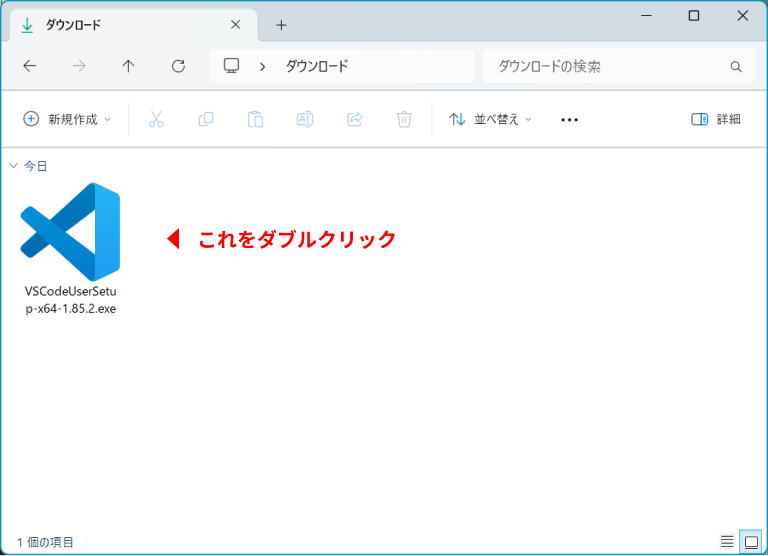 ダウンロード
ダウンロード
ダウンロードの検索
新規作成
並べ替え
詳細
今日
これをダブルクリック
VSCodeUserSetu
p-x64-1.85.2.exe
1 個の項目